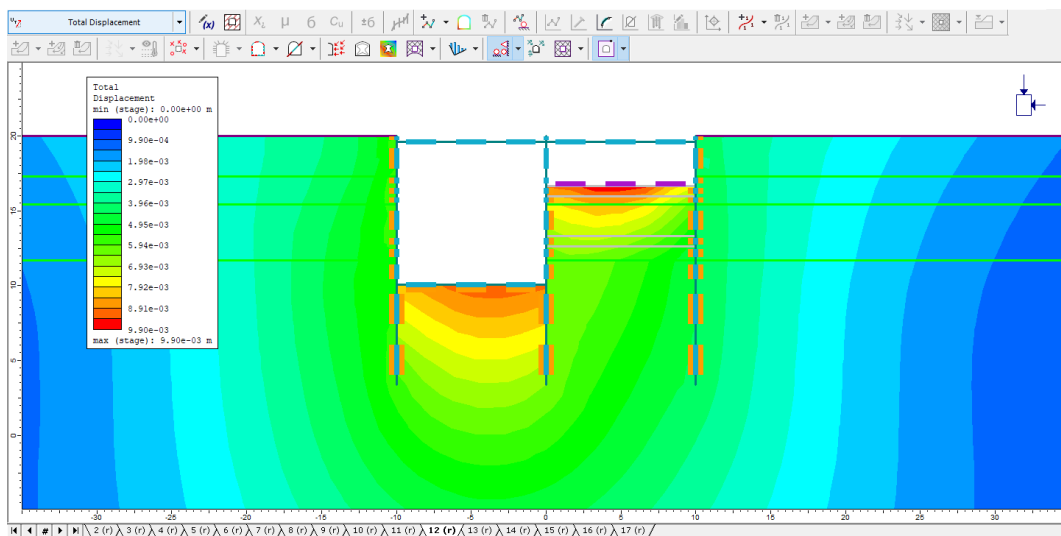 Total Displacement
Total
Displacement
min (stage): 0.00e+00 m
0.00e+00
9.90e-04
1.98e-03
2.97e-03
3.96e-03
4.95e-03
5.94e-03
6.93e-03
7.92e-03
8.91e-03
9.90e-03
max (stage): 9.90e-03 m
20
15
10
5
0
-30
-25
-20
-15
-10
-5
0
5
10
15
20
25
30
2 (r) 3 (r) 4 (r) 5 (r) 6 (r) 7 (r) 8 (r) 9 (r) 10 (r) 11 (r) 12 (r) 13 (r) 14 (r) 15 (r) 16 (r) 17 (r)